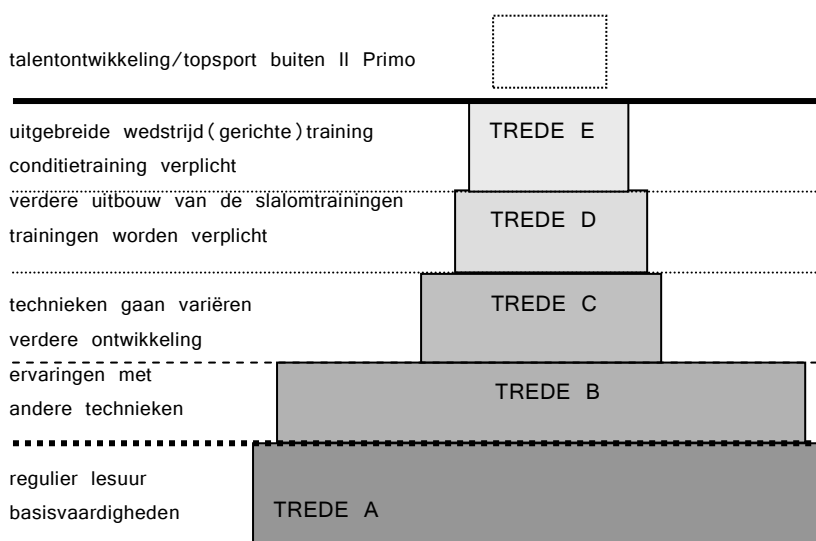 talentontwikkeling/topsport buiten Il Primo
uitgebreide wedstrijd(gerichte)training
conditietraining verplicht
TREDE E
verdere uitbouw van de slalomtrainingen
trainingen worden verplicht
TREDE D
technieken gaan variëren
verdere ontwikkeling
TREDE C
ervaringen met
andere technieken
TREDE B
regulier lesuur
basisvaardigheden
TREDE A